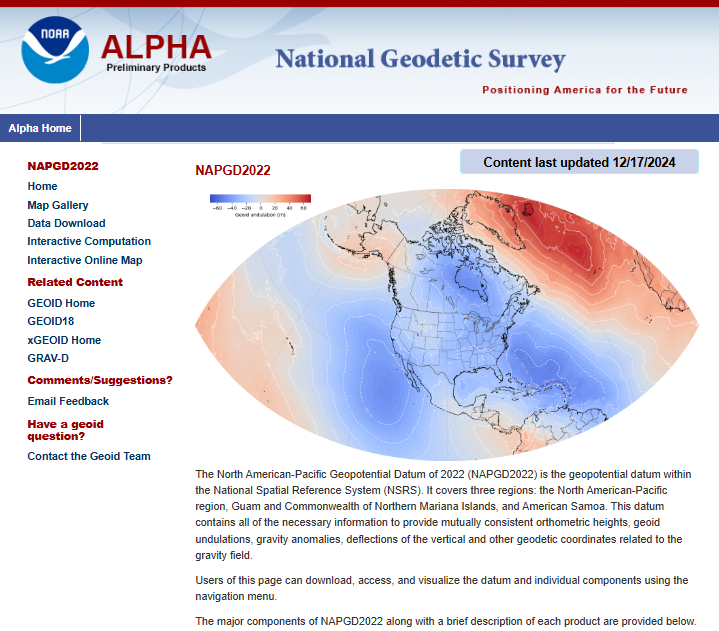 NOAA
ALPHA
Preliminary Products
National Geodetic Survey
Positioning America for the Future
Alpha Home
NAPGD2022
Home
Map Gallery
Data Download
Interactive Computation
Interactive Online Map
Related Content
GEOID Home
GEOID18
xGEOID Home
GRAV-D
Comments/Suggestions?
Email Feedback
Have a geoid
question?
Contact the Geoid Team
Content last updated 12/17/2024
NAPGD2022
−60 −40 −20 0 20 40 60
Geoid undulation (m)
The North American-Pacific Geopotential Datum of 2022 (NAPGD2022) is the geopotential datum within
the National Spatial Reference System (NSRS). It covers three regions: the North American-Pacific
region, Guam and Commonwealth of Northern Mariana Islands, and American Samoa. This datum
contains all of the necessary information to provide mutually consistent orthometric heights, geoid
undulations, gravity anomalies, deflections of the vertical and other geodetic coordinates related to the
gravity field.
Users of this page can download, access, and visualize the datum and individual components using the
navigation menu.
The major components of NAPGD2022 along with a brief description of each product are provided below.